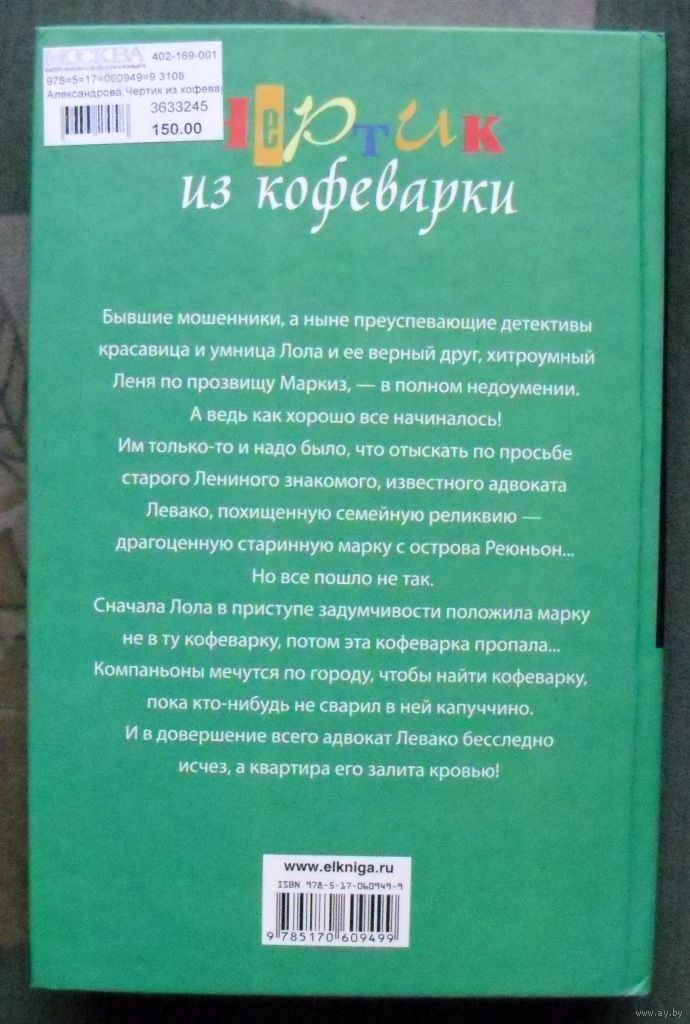 МОСКВА 402-169-001
978=5=17=060949=9 3108
Александрова Чертик из кофевар
3633245
150.00
Чертик
из кофеварки
Бывшие мошенники, а ныне преуспевающие детективы
красавица и умница Лола и ее верный друг, хитроумный
Леня по прозвищу Маркиз, — в полном недоумении.
А ведь как хорошо все начиналось!
Им только-то и надо было, что отыскать по просьбе
старого Лениного знакомого, известного адвоката
Левако, похищенную семейную реликвию —
драгоценную старинную марку с острова Реюньон...
Но все пошло не так.
Сначала Лола в приступе задумчивости положила марку
не в ту кофеварку, потом эта кофеварка пропала...
Компаньоны мечутся по городу, чтобы найти кофеварку,
пока кто-нибудь не сварил в ней капуччино.
И в довершение всего адвокат Левако бесследно
исчез, а квартира его залита кровью!
www.elkniga.ru
ISBN 978-5-17-060949-9
9 785170 609499
www.ay.by